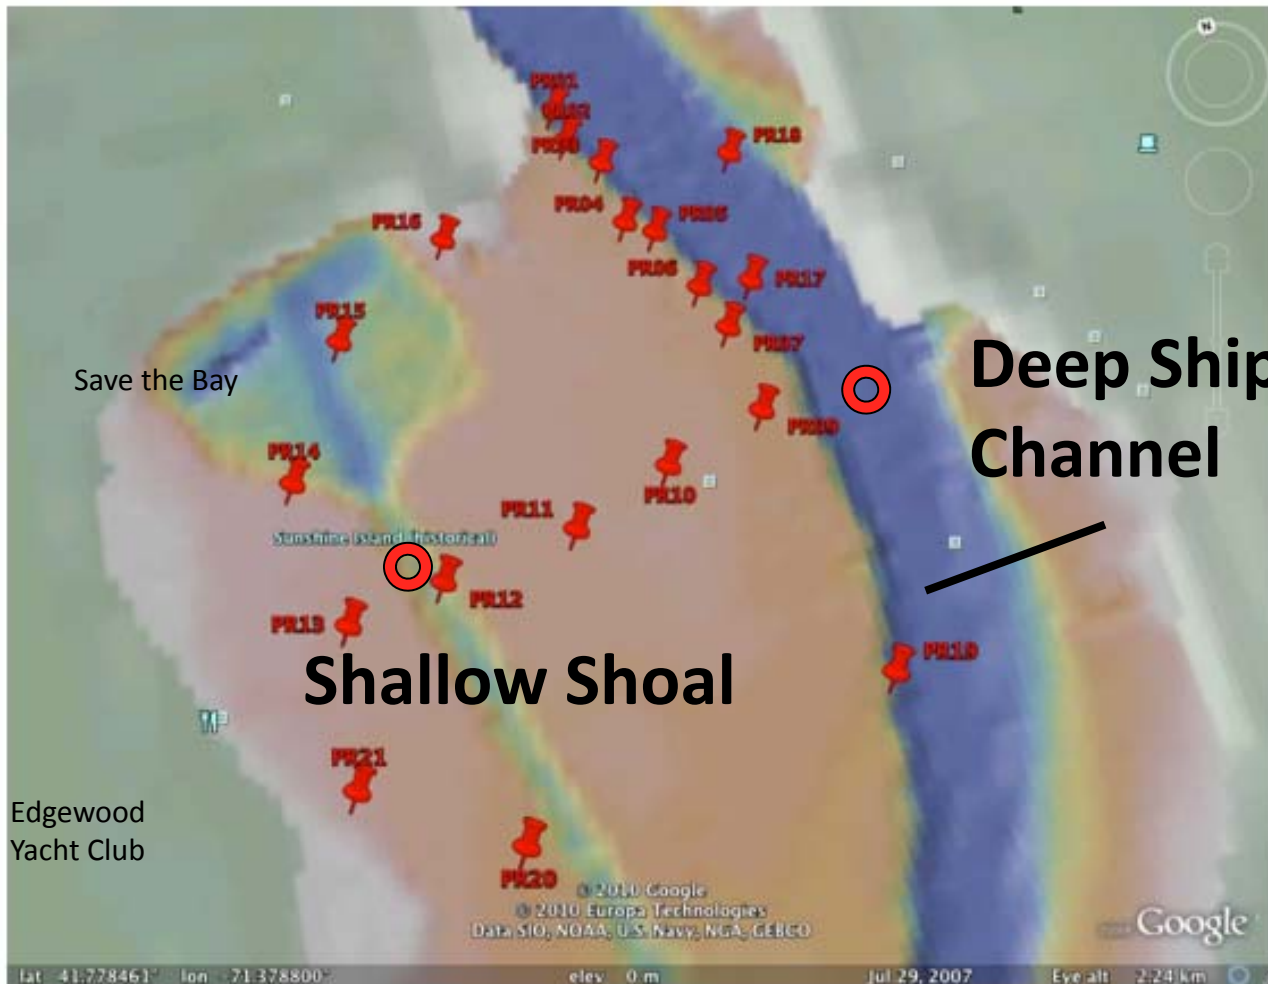 PR01
PR02
PR03
PR18
PR04
PR05
PR16
PR06
PR17
PR15
PR07
Deep Ship
Channel
Save the Bay
PR09
PR14
PR10
PR11
Sunshine Island (historical)
PR12
PR13
Shallow Shoal
PR19
PR21
Edgewood
Yacht Club
PR20
© 2010 Google
© 2010 Europa Technologies
Data SIO, NOAA, U.S. Navy, NGA, GEBCO
Google
lat 41.778461° lon -71.378800° elev 0 m Jul 29, 2007 Eye alt 2.24 km